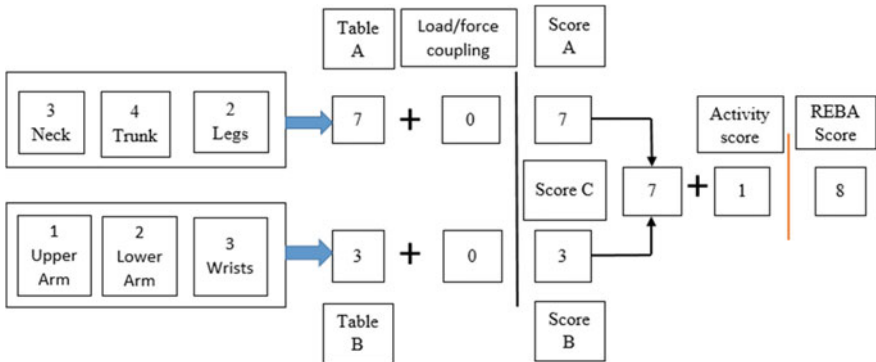 Table
A
Load/force
coupling
Score
A
3
Neck
4
Trunk
2
Legs
7
+
0
7
Activity
score
REBA
Score
Score C
7
+
1
8
1
Upper
Arm
2
Lower
Arm
3
Wrists
3
+
0
3
Table
B
Score
B